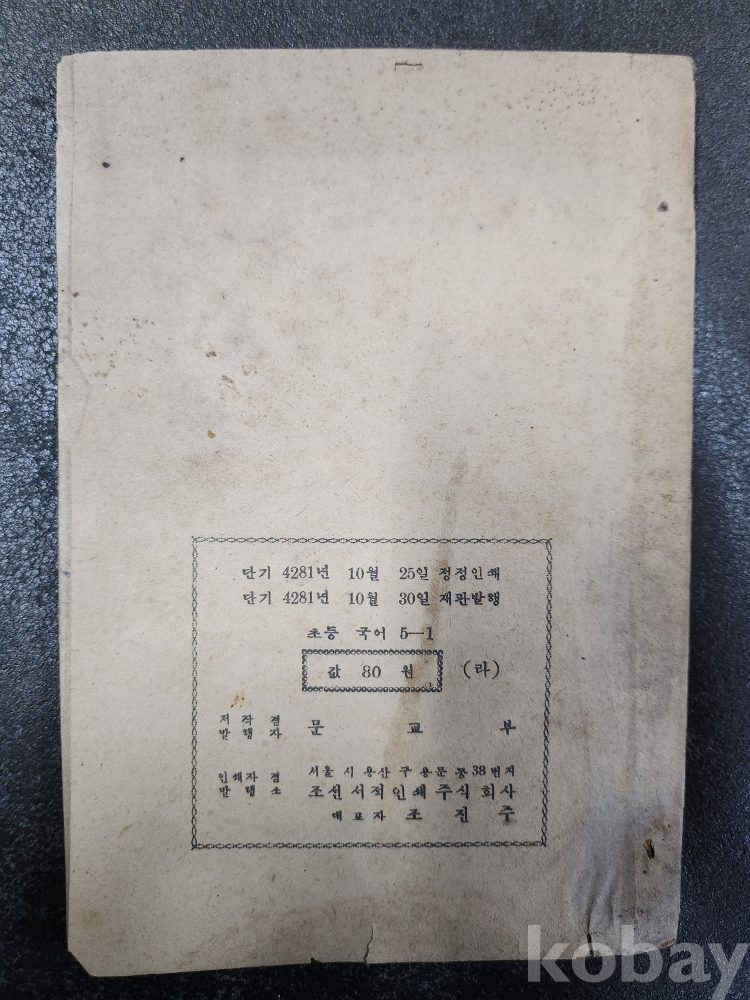 단기 4281년 10월 25일 정정인쇄
단기 4281년 10월 30일 재판발행
초등 국어 5—1
값 80 원 (라)
저작겸
발행자 문교부
인쇄자겸
발행소
서울시 용산구 용문동 38번지
조선서적인쇄주식회사
대표자 조진주
kobay